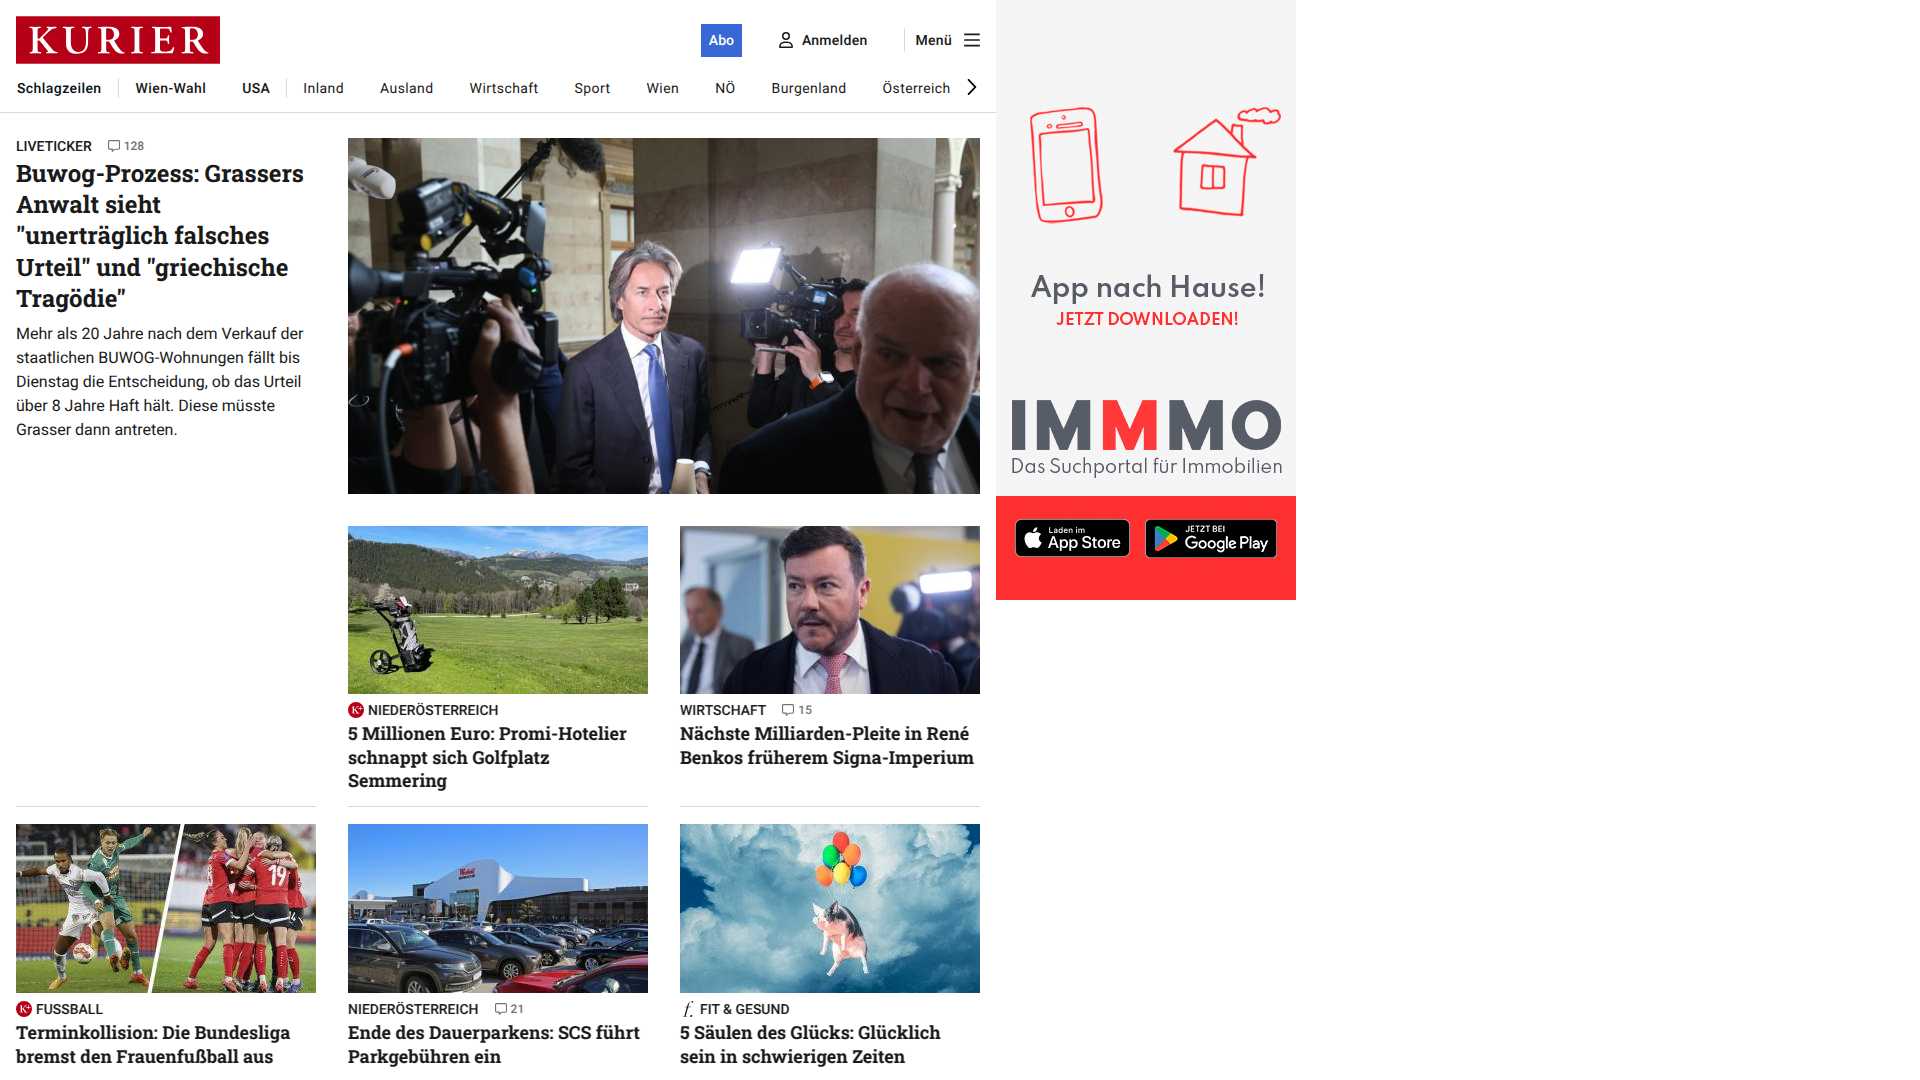 KURIER
Abo
Anmelden
Menü
Schlagzeilen
Wien-Wahl
USA
Inland
Ausland
Wirtschaft
Sport
Wien
NÖ
Burgenland
Österreich
LIVETICKER 128
Buwog-Prozess: Grassers
Anwalt sieht
"unerträglich falsches
Urteil" und "griechische
Tragödie"
Mehr als 20 Jahre nach dem Verkauf der
staatlichen BUWOG-Wohnungen fällt bis
Dienstag die Entscheidung, ob das Urteil
über 8 Jahre Haft hält. Diese müsste
Grasser dann antreten.
K+ NIEDERÖSTERREICH
5 Millionen Euro: Promi-Hotelier
schnappt sich Golfplatz
Semmering
WIRTSCHAFT 15
Nächste Milliarden-Pleite in René
Benkos früherem Signa-Imperium
19
K+ FUSSBALL
Terminkollision: Die Bundesliga
bremst den Frauenfußball aus
NIEDERÖSTERREICH 21
Ende des Dauerparkens: SCS führt
Parkgebühren ein
f. FIT & GESUND
5 Säulen des Glücks: Glücklich
sein in schwierigen Zeiten
App nach Hause!
JETZT DOWNLOADEN!
IMMMO
Das Suchportal für Immobilien
Laden im
App Store
JETZT BEI
Google Play